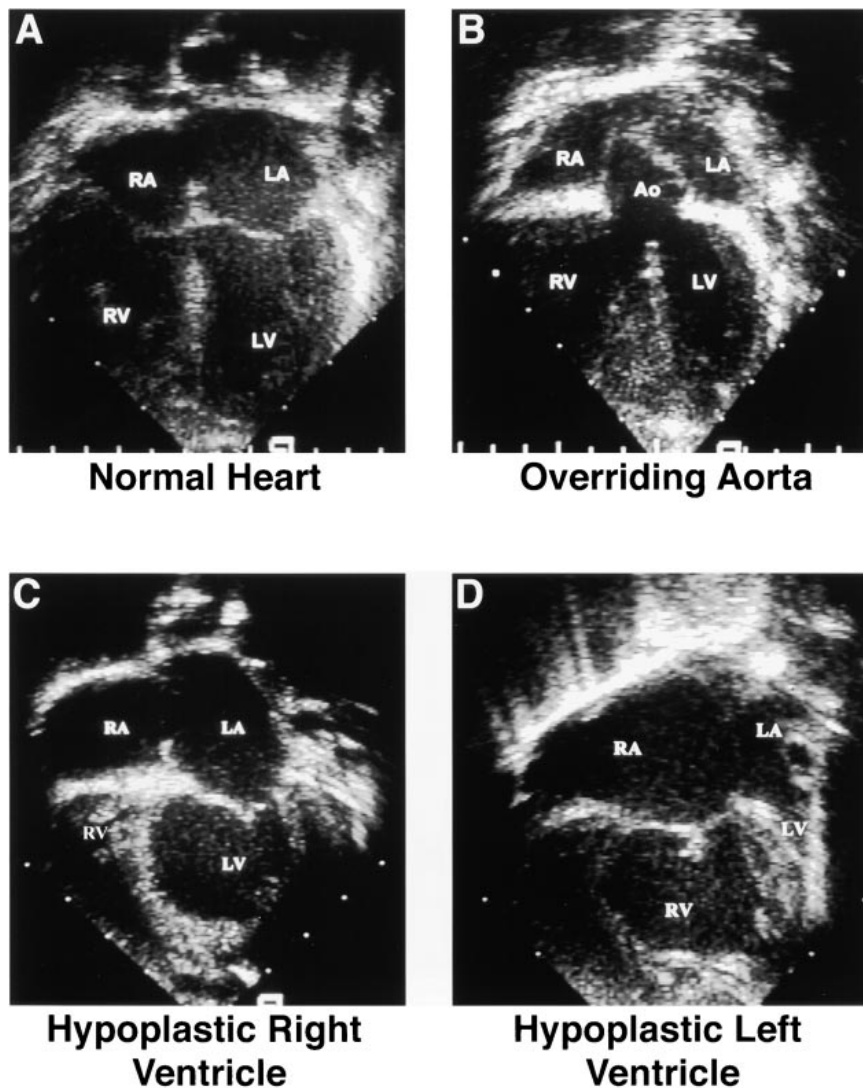 A
RA
LA
RV
LV
Normal Heart
B
RA
LA
Ao
RV
LV
Overriding Aorta
C
RA
LA
RV
LV
Hypoplastic Right
Ventricle
D
RA
LA
LV
RV
Hypoplastic Left
Ventricle